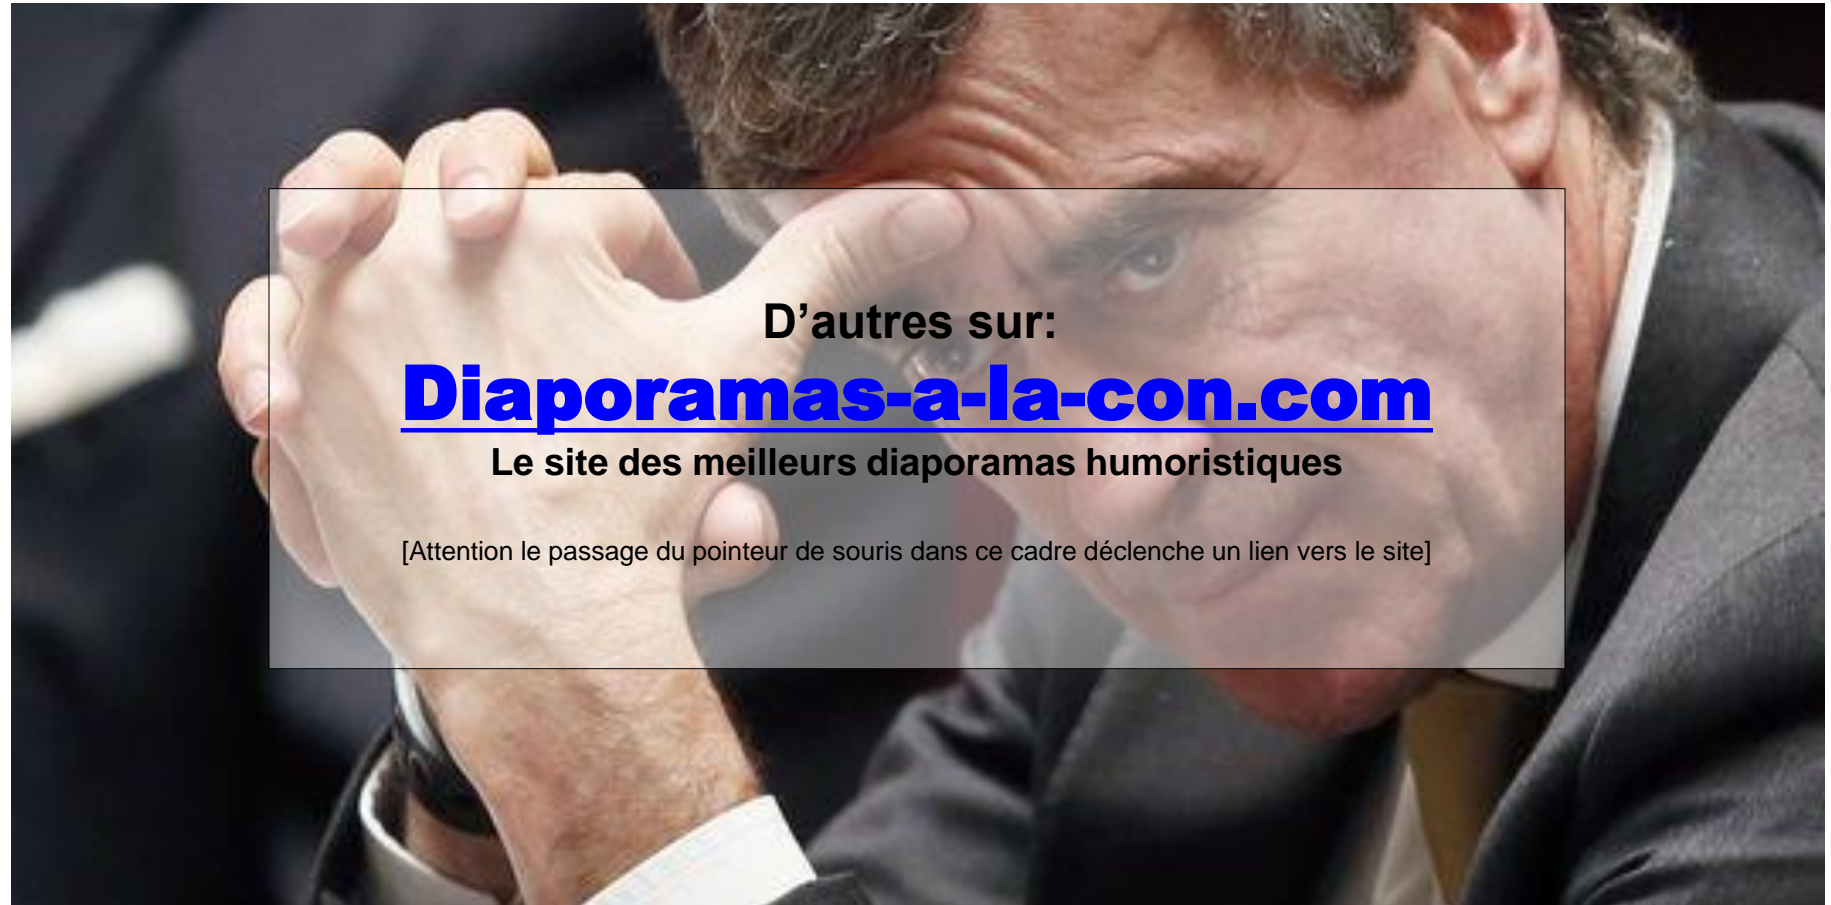 D’autres sur:
Diaporamas-a-la-con.com
Le site des meilleurs diaporamas humoristiques
[Attention le passage du pointeur de souris dans ce cadre déclenche un lien vers le site]